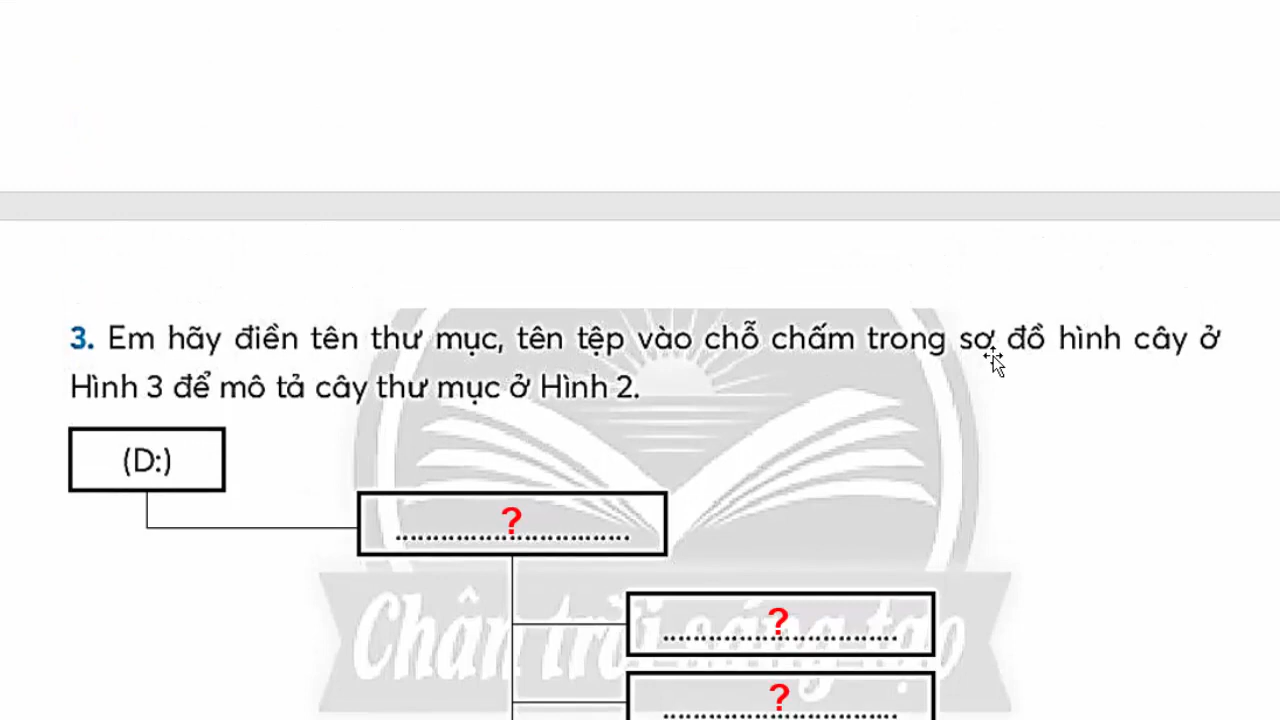 3. Em hãy điền tên thư mục, tên tệp vào chỗ chấm trong sơ đồ hình cây ở
Hình 3 để mô tả cây thư mục ở Hình 2.
(D:)
..............................?
..............................?
..............................?
Chân trời sáng tạo